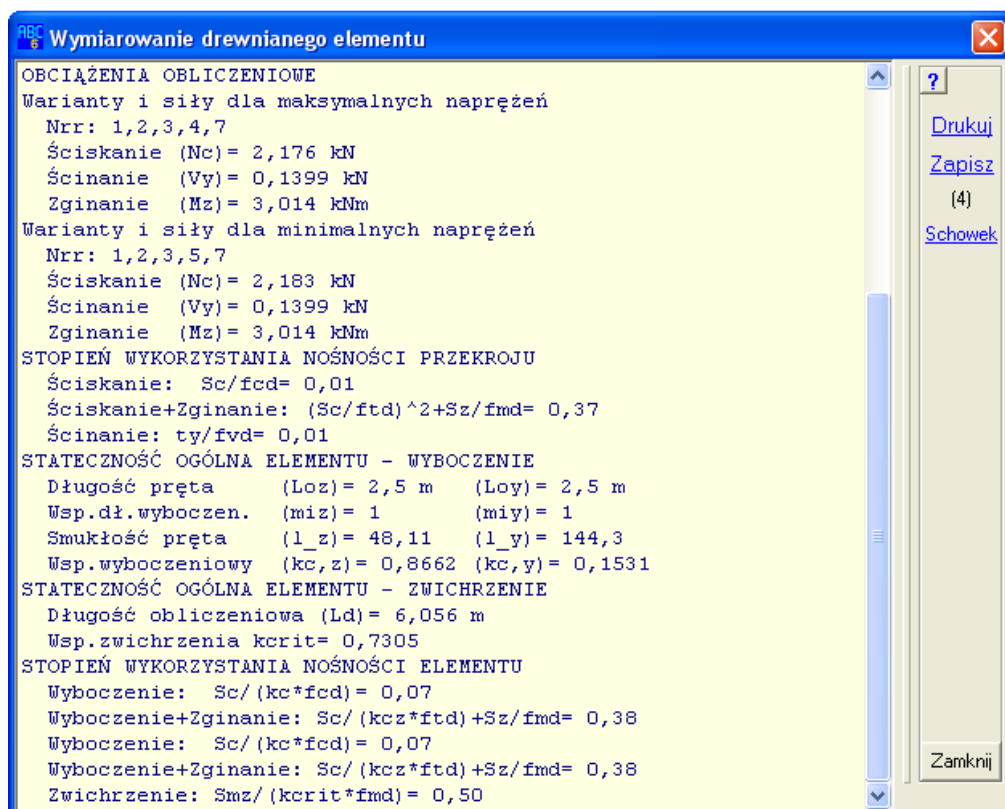 ABC
6
Wymiarowanie drewnianego elementu
OBCIĄŻENIA OBLICZENIOWE
Warianty i siły dla maksymalnych naprężeń
Nrr: 1,2,3,4,7
Ściskanie (Nc)= 2,176 kN
Ścinanie (Vy)= 0,1399 kN
Zginanie (Mz)= 3,014 kNm
Warianty i siły dla minimalnych naprężeń
Nrr: 1,2,3,5,7
Ściskanie (Nc)= 2,183 kN
Ścinanie (Vy)= 0,1399 kN
Zginanie (Mz)= 3,014 kNm
STOPIEŃ WYKORZYSTANIA NOŚNOŚCI PRZEKROJU
Ściskanie: Sc/fcd= 0,01
Ściskanie+Zginanie: (Sc/ftd)^2+Sz/fmd= 0,37
Ścinanie: ty/fvd= 0,01
STATECZNOŚĆ OGÓLNA ELEMENTU - WYBOCZENIE
Długość pręta (Loz)= 2,5 m (Loy)= 2,5 m
Wsp.dł.wyboczen. (miz)= 1 (miy)= 1
Smukłość pręta (l_z)= 48,11 (l_y)= 144,3
Wsp.wyboczeniowy (kc,z)= 0,8662 (kc,y)= 0,1531
STATECZNOŚĆ OGÓLNA ELEMENTU - ZWICHRZENIE
Długość obliczeniowa (Ld)= 6,056 m
Wsp.zwichrzenia kcrit= 0,7305
STOPIEŃ WYKORZYSTANIA NOŚNOŚCI ELEMENTU
Wyboczenie: Sc/(kc*fcd)= 0,07
Wyboczenie+Zginanie: Sc/(kcz*ftd)+Sz/fmd= 0,38
Wyboczenie: Sc/(kc*fcd)= 0,07
Wyboczenie+Zginanie: Sc/(kcz*ftd)+Sz/fmd= 0,38
Zwichrzenie: Smz/(kcrit*fmd)= 0,50
?
Drukuj
Zapisz
(4)
Schowek
Zamknij